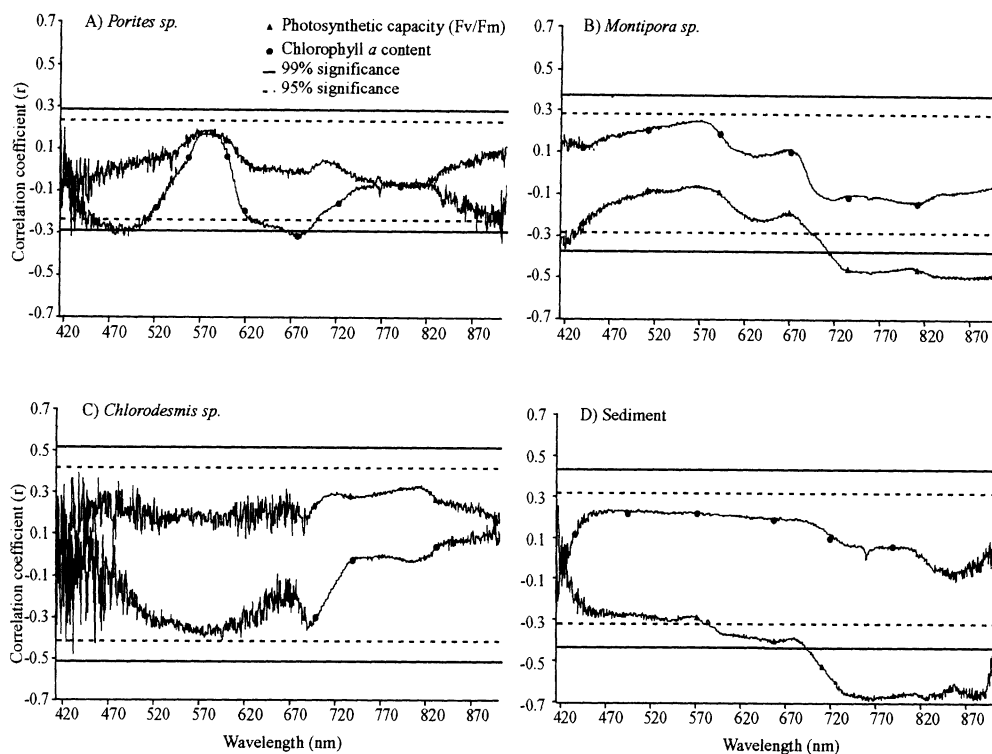 A) Porites sp.
▲ Photosynthetic capacity (Fv/Fm)
● Chlorophyll a content
— 99% significance
- - 95% significance
Correlation coefficient (r)
0.7
0.5
0.3
0.1
-0.1
-0.3
-0.5
-0.7
420 470 520 570 620 670 720 770 820 870
B) Montipora sp.
0.7
0.5
0.3
0.1
-0.1
-0.3
-0.5
-0.7
420 470 520 570 620 670 720 770 820 870
C) Chlorodesmis sp.
Correlation coefficient (r)
0.7
0.5
0.3
0.1
-0.1
-0.3
-0.5
-0.7
420 470 520 570 620 670 720 770 820 870
Wavelength (nm)
D) Sediment
0.7
0.5
0.3
0.1
-0.1
-0.3
-0.5
-0.7
420 470 520 570 620 670 720 770 820 870
Wavelength (nm)